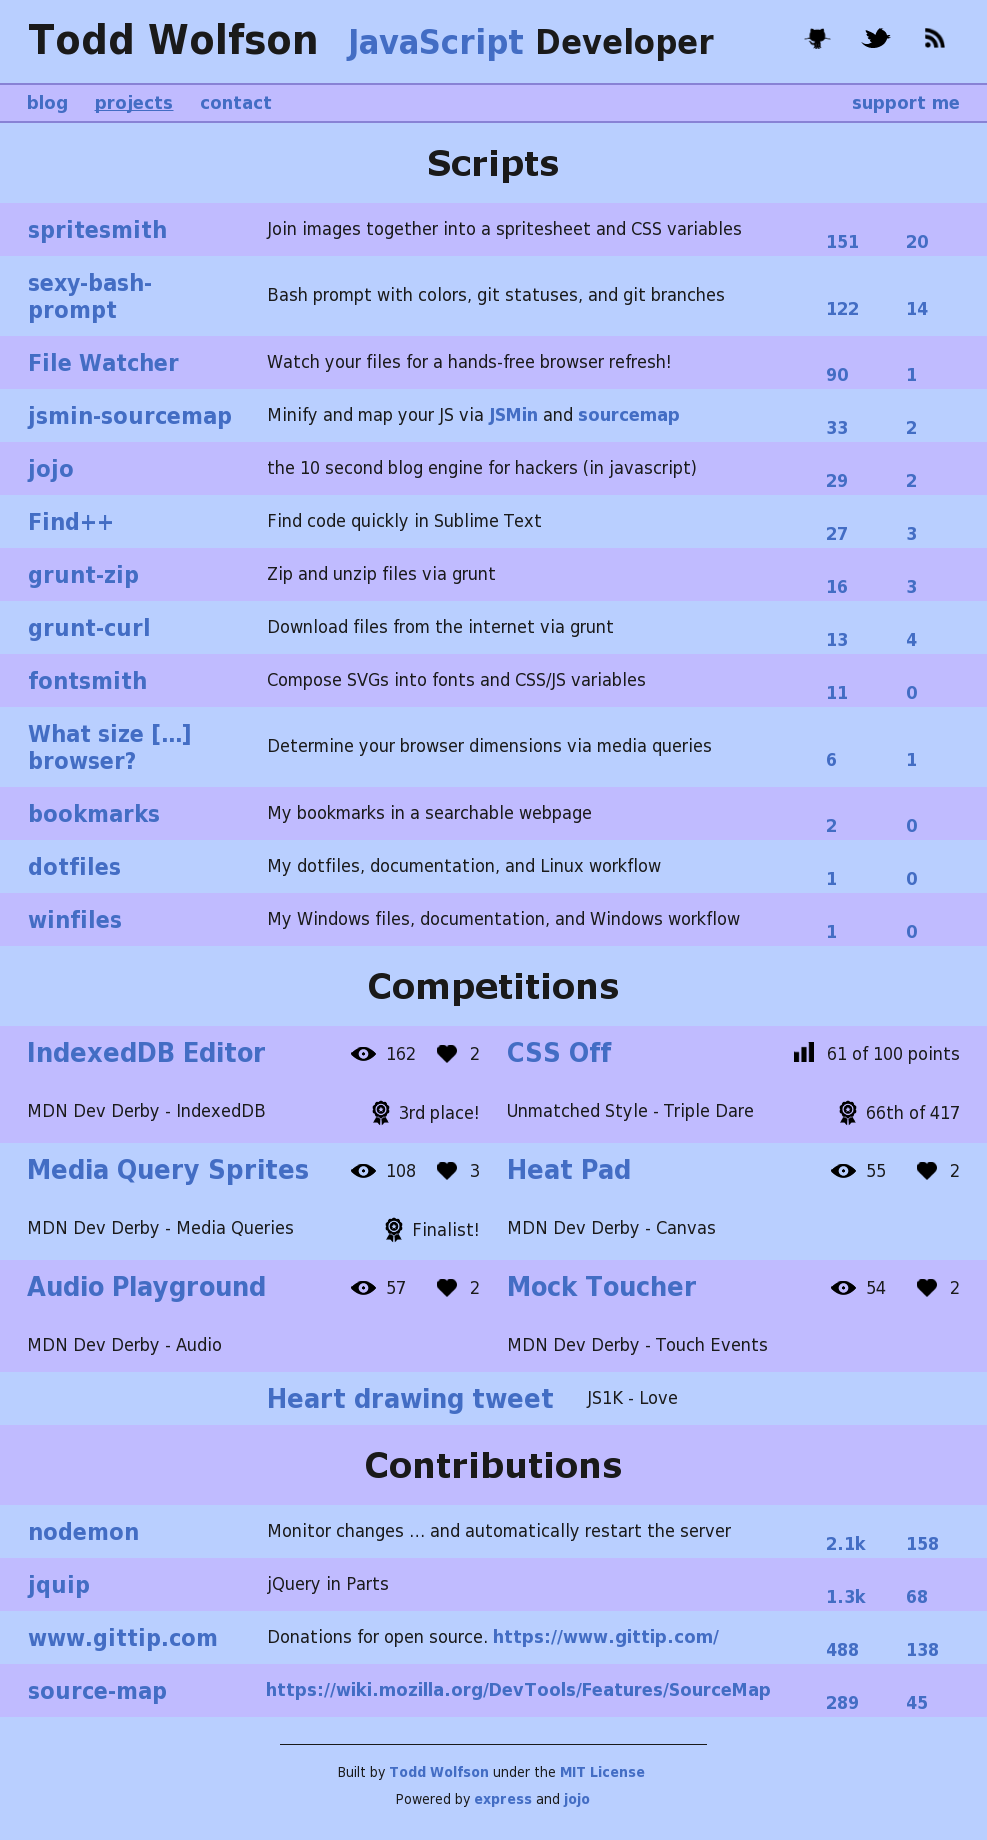 Todd Wolfson JavaScript Developer
blog projects contact support me
Scripts
spritesmith Join images together into a spritesheet and CSS variables 151 20
sexy-bash-
prompt Bash prompt with colors, git statuses, and git branches 122 14
File Watcher Watch your files for a hands-free browser refresh! 90 1
jsmin-sourcemap Minify and map your JS via JSMin and sourcemap 33 2
jojo the 10 second blog engine for hackers (in javascript) 29 2
Find++ Find code quickly in Sublime Text 27 3
grunt-zip Zip and unzip files via grunt 16 3
grunt-curl Download files from the internet via grunt 13 4
fontsmith Compose SVGs into fonts and CSS/JS variables 11 0
What size [...]
browser? Determine your browser dimensions via media queries 6 1
bookmarks My bookmarks in a searchable webpage 2 0
dotfiles My dotfiles, documentation, and Linux workflow 1 0
winfiles My Windows files, documentation, and Windows workflow 1 0
Competitions
IndexedDB Editor 162 2 CSS Off 61 of 100 points
MDN Dev Derby - IndexedDB 3rd place! Unmatched Style - Triple Dare 66th of 417
Media Query Sprites 108 3 Heat Pad 55 2
MDN Dev Derby - Media Queries Finalist! MDN Dev Derby - Canvas
Audio Playground 57 2 Mock Toucher 54 2
MDN Dev Derby - Audio MDN Dev Derby - Touch Events
Heart drawing tweet JS1K - Love
Contributions
nodemon Monitor changes ... and automatically restart the server 2.1k 158
jquip jQuery in Parts 1.3k 68
www.gittip.com Donations for open source. https://www.gittip.com/ 488 138
source-map https://wiki.mozilla.org/DevTools/Features/SourceMap 289 45
Built by Todd Wolfson under the MIT License
Powered by express and jojo